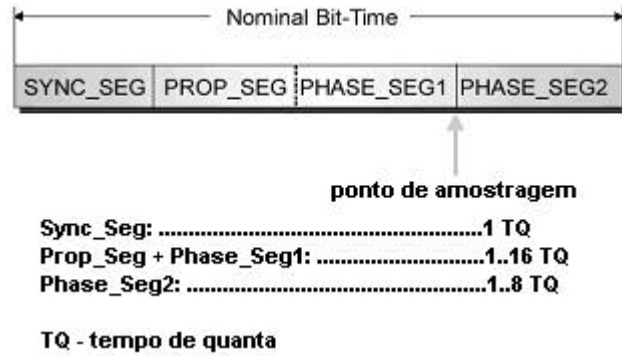 Nominal Bit-Time
SYNC_SEG PROP_SEG PHASE_SEG1 PHASE_SEG2
ponto de amostragem
Sync_Seg: ....................................................1 TQ
Prop_Seg + Phase_Seg1: ...........................1..16 TQ
Phase_Seg2: ................................................1..8 TQ
TQ - tempo de quanta